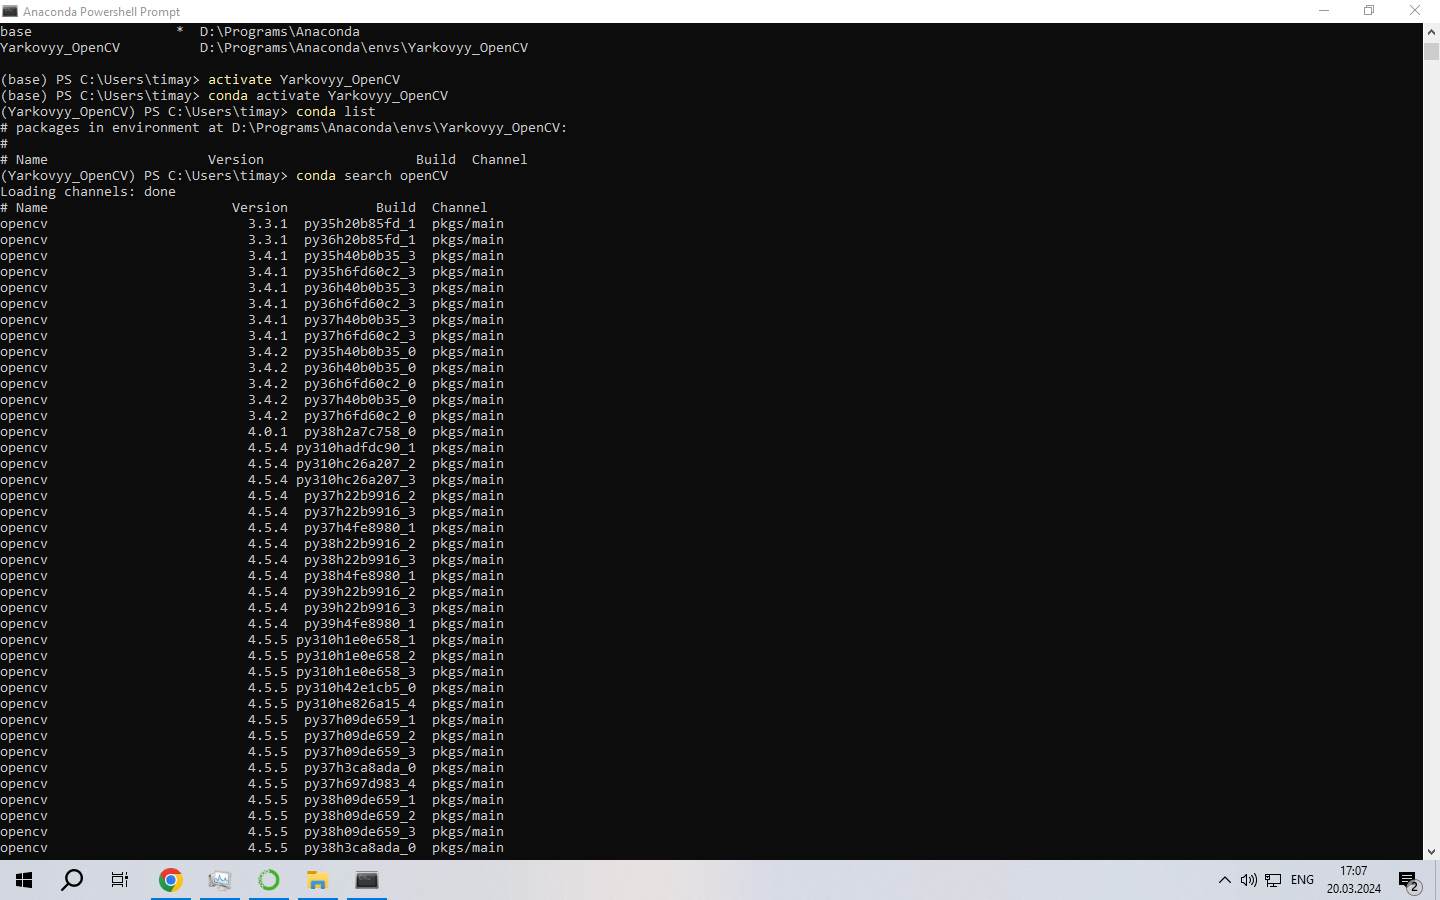 Anaconda Powershell Prompt
base                  *  D:\Programs\Anaconda
Yarkovyy_OpenCV          D:\Programs\Anaconda\envs\Yarkovyy_OpenCV
(base) PS C:\Users\timay> activate Yarkovyy_OpenCV
(base) PS C:\Users\timay> conda activate Yarkovyy_OpenCV
(Yarkovyy_OpenCV) PS C:\Users\timay> conda list
# packages in environment at D:\Programs\Anaconda\envs\Yarkovyy_OpenCV:
#
# Name                    Version                   Build  Channel
(Yarkovyy_OpenCV) PS C:\Users\timay> conda search openCV
Loading channels: done
# Name                       Version           Build  Channel
opencv                         3.3.1  py35h20b85fd_1  pkgs/main
opencv                         3.3.1  py36h20b85fd_1  pkgs/main
opencv                         3.4.1  py35h40b0b35_3  pkgs/main
opencv                         3.4.1  py35h6fd60c2_3  pkgs/main
opencv                         3.4.1  py36h40b0b35_3  pkgs/main
opencv                         3.4.1  py36h6fd60c2_3  pkgs/main
opencv                         3.4.1  py37h40b0b35_3  pkgs/main
opencv                         3.4.1  py37h6fd60c2_3  pkgs/main
opencv                         3.4.2  py35h40b0b35_0  pkgs/main
opencv                         3.4.2  py36h40b0b35_0  pkgs/main
opencv                         3.4.2  py36h6fd60c2_0  pkgs/main
opencv                         3.4.2  py37h40b0b35_0  pkgs/main
opencv                         3.4.2  py37h6fd60c2_0  pkgs/main
opencv                         4.0.1  py38h2a7c758_0  pkgs/main
opencv                         4.5.4 py310hadfdc90_1  pkgs/main
opencv                         4.5.4 py310hc26a207_2  pkgs/main
opencv                         4.5.4 py310hc26a207_3  pkgs/main
opencv                         4.5.4  py37h22b9916_2  pkgs/main
opencv                         4.5.4  py37h22b9916_3  pkgs/main
opencv                         4.5.4  py37h4fe8980_1  pkgs/main
opencv                         4.5.4  py38h22b9916_2  pkgs/main
opencv                         4.5.4  py38h22b9916_3  pkgs/main
opencv                         4.5.4  py38h4fe8980_1  pkgs/main
opencv                         4.5.4  py39h22b9916_2  pkgs/main
opencv                         4.5.4  py39h22b9916_3  pkgs/main
opencv                         4.5.4  py39h4fe8980_1  pkgs/main
opencv                         4.5.5 py310h1e0e658_1  pkgs/main
opencv                         4.5.5 py310h1e0e658_2  pkgs/main
opencv                         4.5.5 py310h1e0e658_3  pkgs/main
opencv                         4.5.5 py310h42e1cb5_0  pkgs/main
opencv                         4.5.5 py310he826a15_4  pkgs/main
opencv                         4.5.5  py37h09de659_1  pkgs/main
opencv                         4.5.5  py37h09de659_2  pkgs/main
opencv                         4.5.5  py37h09de659_3  pkgs/main
opencv                         4.5.5  py37h3ca8ada_0  pkgs/main
opencv                         4.5.5  py37h697d983_4  pkgs/main
opencv                         4.5.5  py38h09de659_1  pkgs/main
opencv                         4.5.5  py38h09de659_2  pkgs/main
opencv                         4.5.5  py38h09de659_3  pkgs/main
opencv                         4.5.5  py38h3ca8ada_0  pkgs/main
ENG
17:07
20.03.2024
2